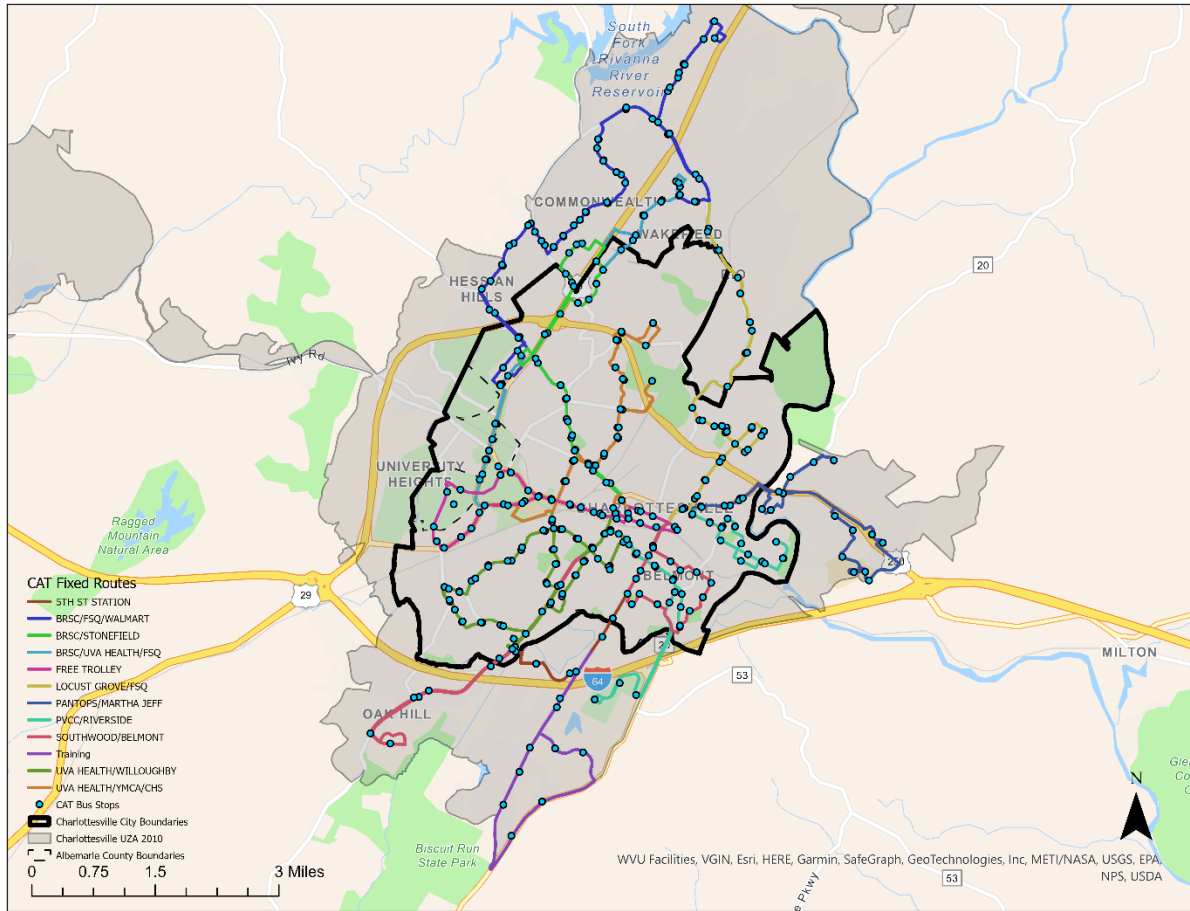 South
Fork
Rivanna
River
Reservoir
COMMONWEALTH
WAKEFIELD
RIO
20
HESSIAN
HILLS
Ivy Rd
UNIVERSITY
HEIGHTS
CHARLOTTESVILLE
Ragged
Mountain
Natural Area
BELMONT
250
29
20
MILTON
53
64
OAK HILL
Biscuit Run
State Park
53
CAT Fixed Routes
5TH ST STATION
BRSC/FSQ/WALMART
BRSC/STONEFIELD
BRSC/UVA HEALTH/FSQ
FREE TROLLEY
LOCUST GROVE/FSQ
PANTOPS/MARTHA JEFF
PVCC/RIVERSIDE
SOUTHWOOD/BELMONT
Training
UVA HEALTH/WILLOUGHBY
UVA HEALTH/YMCA/CHS
CAT Bus Stops
Charlottesville City Boundaries
Charlottesville UZA 2010
Albemarle County Boundaries
0 0.75 1.5 3 Miles
N
WVU Facilities, VGIN, Esri, HERE, Garmin, SafeGraph, GeoTechnologies, Inc, METI/NASA, USGS, EPA,
NPS, USDA